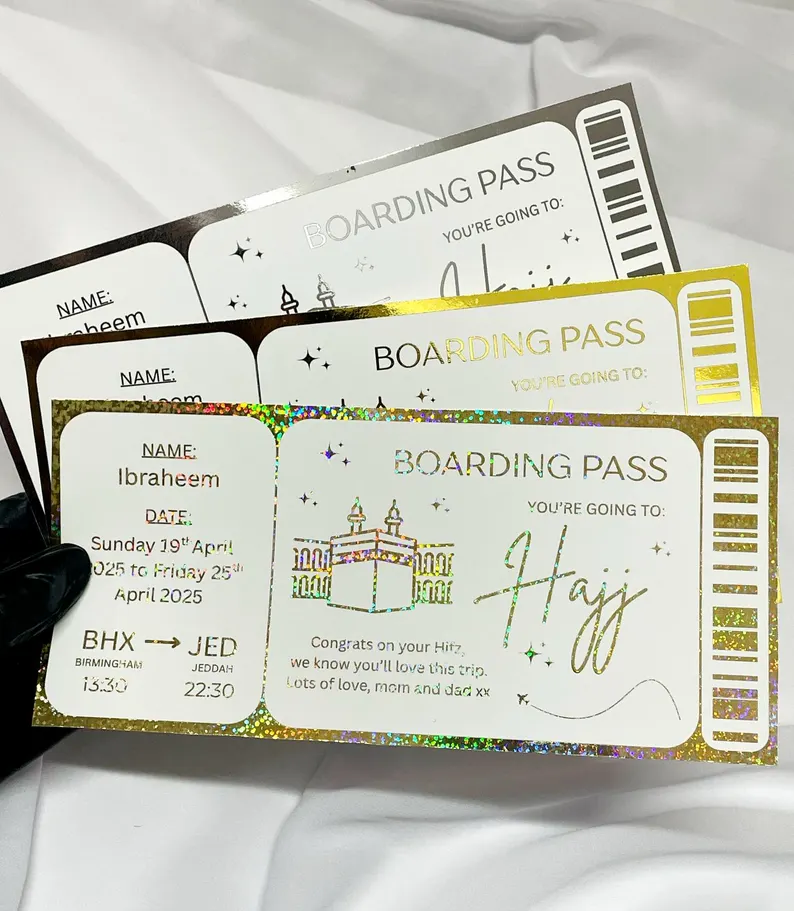 BOARDING PASS
YOU'RE GOING TO:
Hajj
NAME:
Ibraheem
BOARDING PASS
YOU'RE GOING TO:
NAME:
BOARDING PASS
YOU'RE GOING TO:
Hajj
NAME:
Ibraheem
DATE:
Sunday 19th April
2025 to Friday 25th
April 2025
BHX → JED
BIRMINGHAM JEDDAH
13:30 22:30
Congrats on your Hifz,
we know you'll love this trip.
Lots of love, mom and dad xx